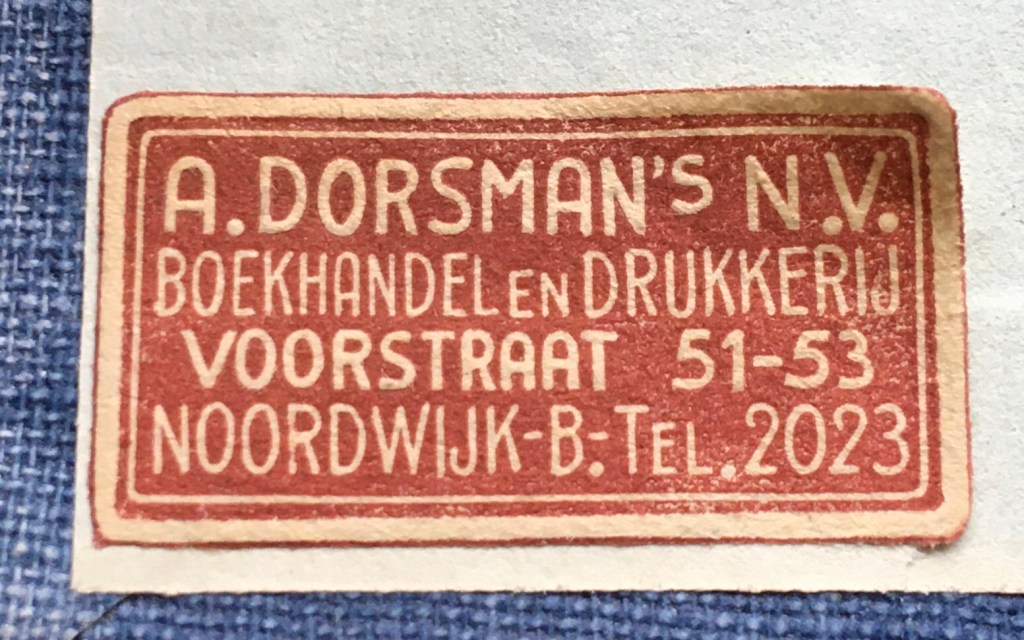 A. DORSMAN'S N.V.
BOEKHANDEL EN DRUKKERIJ
VOORSTRAAT 51-53
NOORDWIJK-B.- TEL. 2023